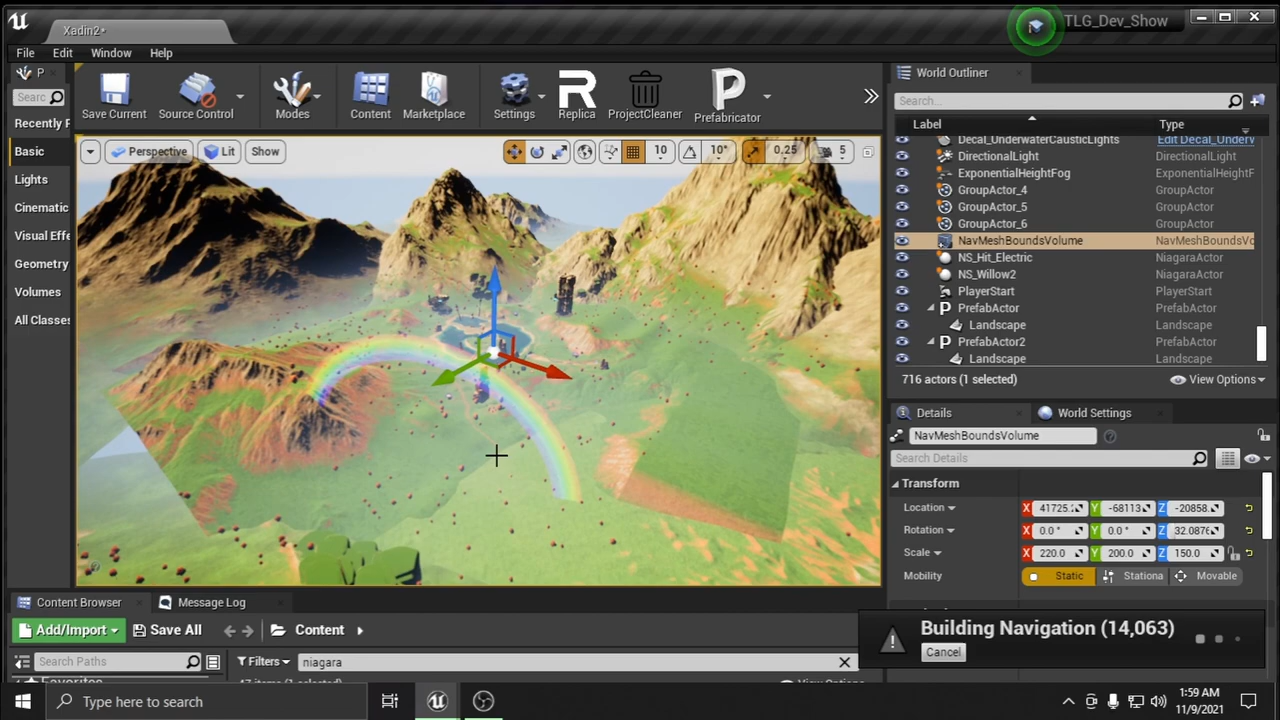 Xadin2•
TLG_Dev_Show
File Edit Window Help
P
Searc
Recently F
Basic
Lights
Cinematic
Visual Effe
Geometry
Volumes
All Classes
Save Current
Source Control
Modes
Content
Marketplace
Settings
Replica
ProjectCleaner
Prefabricator
Perspective
Lit
Show
10
10°
0.25
5
World Outliner
Search...
Label Type
Decal_UnderwaterCausticLights Edit Decal_Underv
DirectionalLight DirectionalLight
ExponentialHeightFog ExponentialHeightF
GroupActor_4 GroupActor
GroupActor_5 GroupActor
GroupActor_6 GroupActor
NavMeshBoundsVolume NavMeshBoundsVo
NS_Hit_Electric NiagaraActor
NS_Willow2 NiagaraActor
PlayerStart PlayerStart
PrefabActor PrefabActor
Landscape Landscape
PrefabActor2 PrefabActor
Landscape Landscape
716 actors (1 selected) View Options
Details World Settings
NavMeshBoundsVolume
Search Details
Transform
Location X 41725. Y -68113 Z -20858.
Rotation X 0.0 ° Y 0.0 ° Z 32.0876
Scale X 220.0 Y 200.0 Z 150.0
Mobility Static Stationa Movable
Content Browser Message Log
Add/Import Save All Content
Search Paths Filters niagara
Building Navigation (14,063)
Cancel
Type here to search
1:59 AM
11/9/2021